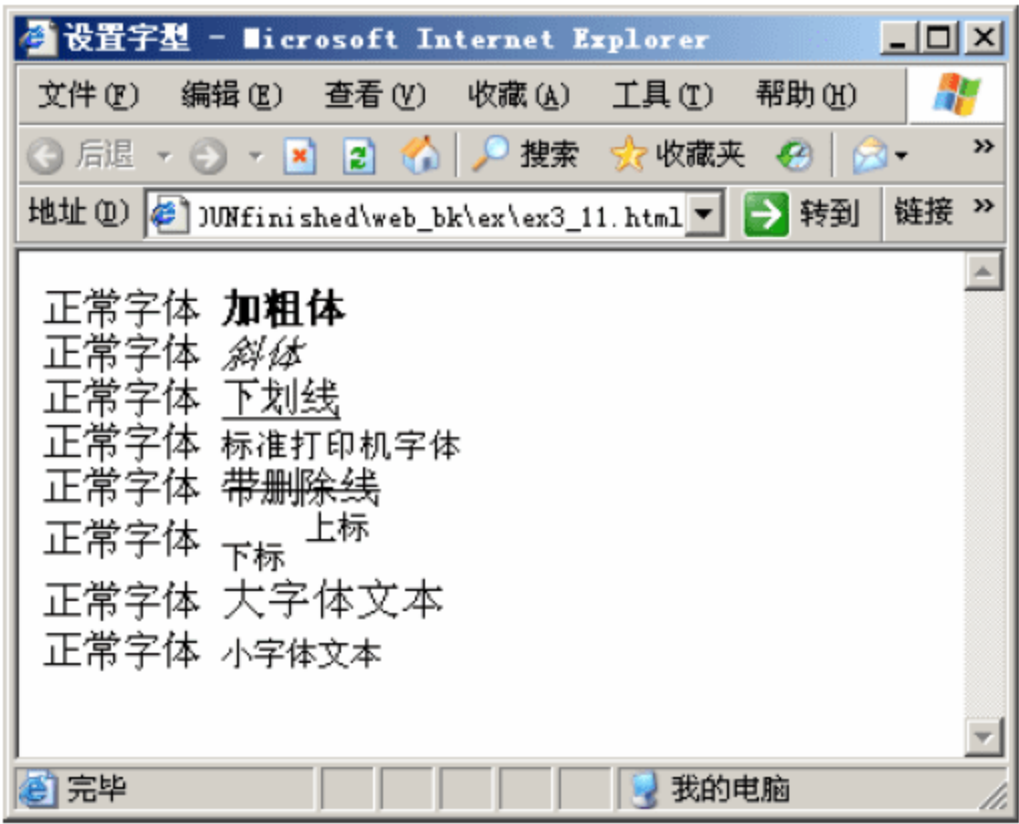 设置字型 - Microsoft Internet Explorer
文件(F) 编辑(E) 查看(V) 收藏(A) 工具(T) 帮助(H)
后退 搜索 收藏夹 »
地址(D) OUNfinished\web_bk\ex\ex3_11.html 转到 链接 »
正常字体 加粗体
正常字体 斜体
正常字体 下划线
正常字体 标准打印机字体
正常字体 带删除线
正常字体 下标 上标
正常字体 大字体文本
正常字体 小字体文本
完毕 我的电脑